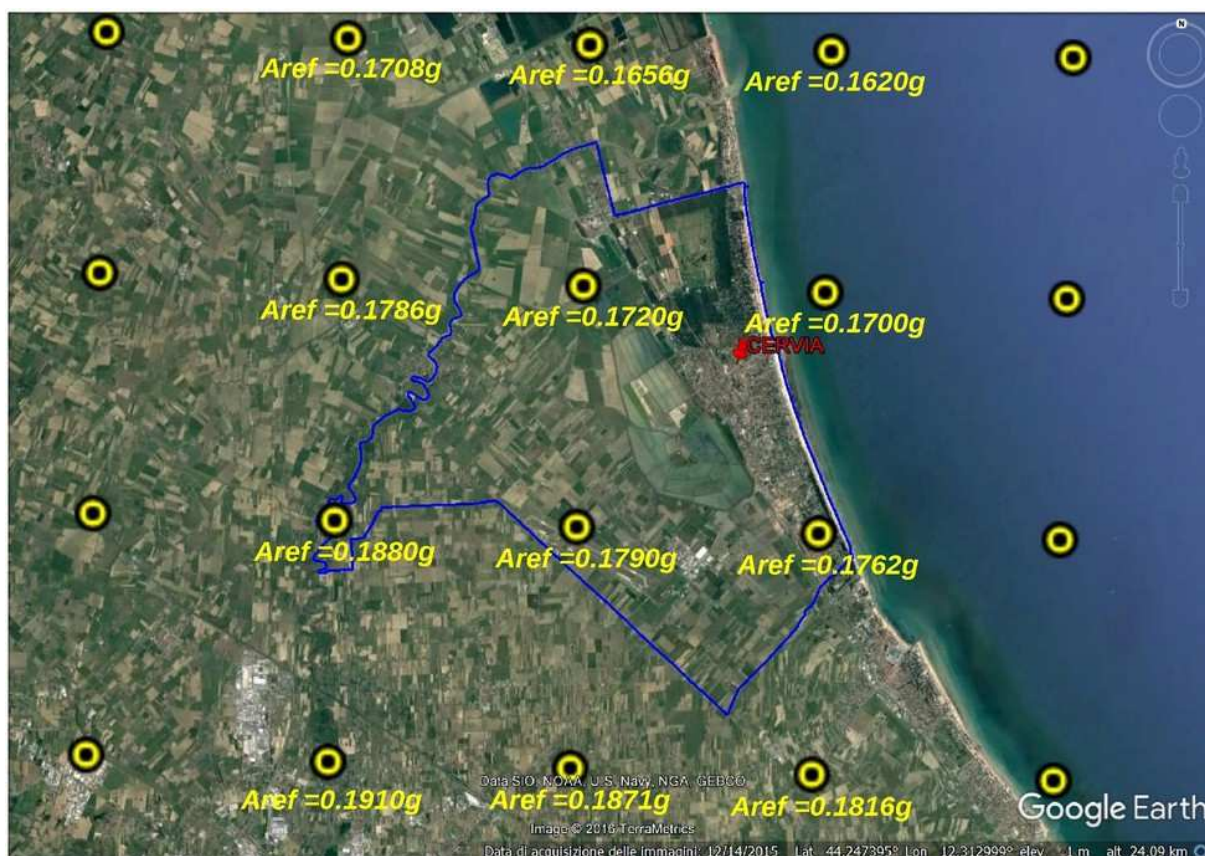 N
Aref =0.1708g
Aref =0.1656g
Aref =0.1620g
Aref =0.1786g
Aref =0.1720g
Aref =0.1700g
CERVIA
Aref =0.1880g
Aref =0.1790g
Aref =0.1762g
Data SIO, NOAA, U.S. Navy, NGA, GEBCO
Aref =0.1910g
Aref =0.1871g
Aref =0.1816g
Google Earth
Image © 2016 TerraMetrics
Data di acquisizione delle immagini: 12/14/2015 Lat 44.247395° Lon 12.312999° elev 1 m alt 24.09 km